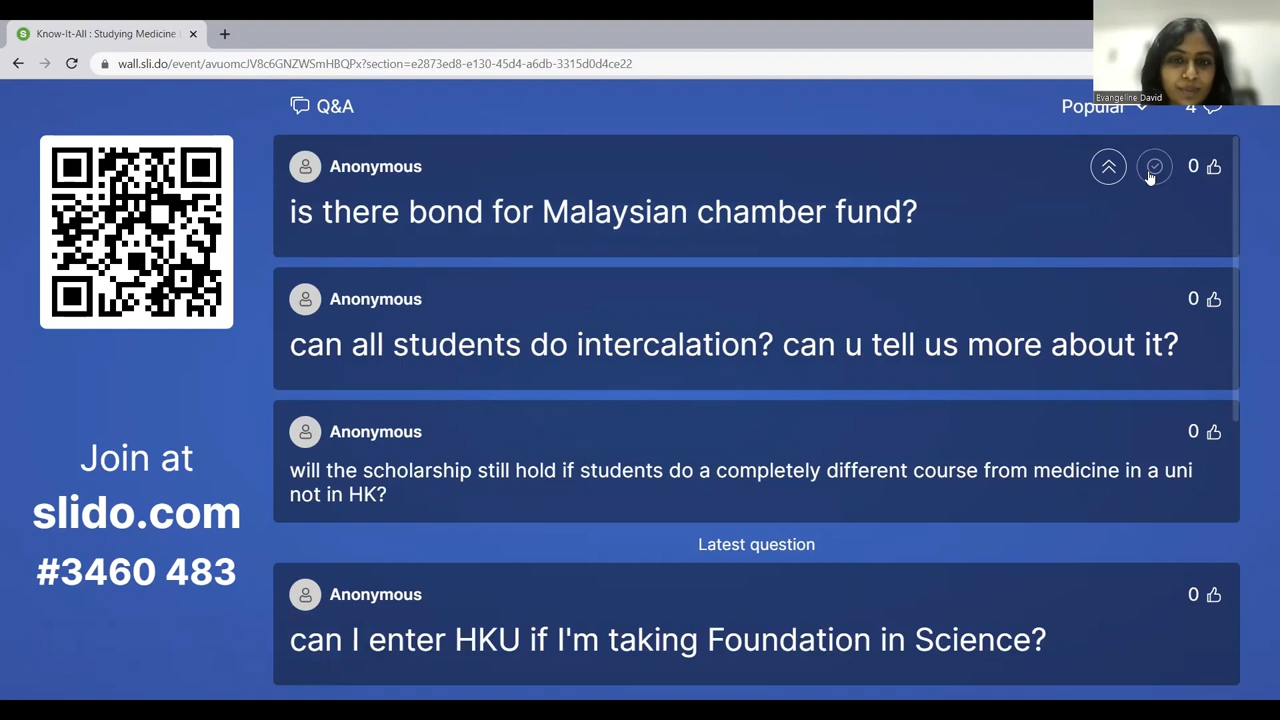 Know-It-All : Studying Medicine
wall.sli.do/event/avuomcJV8c6GNZWSmHBQPx?section=e2873ed8-e130-45d4-a6db-3315d0d4ce22
Evangeline David
Q&A
Popular
4
Anonymous
0
is there bond for Malaysian chamber fund?
Anonymous
0
can all students do intercalation? can u tell us more about it?
Anonymous
0
will the scholarship still hold if students do a completely different course from medicine in a uni
not in HK?
Latest question
Anonymous
0
can I enter HKU if I'm taking Foundation in Science?
Join at
slido.com
#3460 483